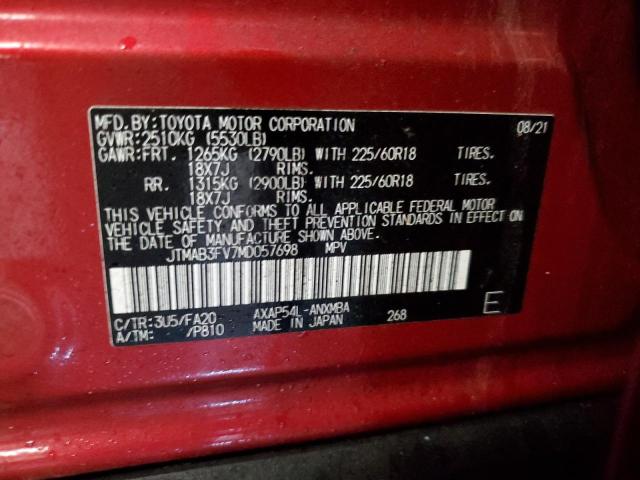 MFD.BY:TOYOTA MOTOR CORPORATION 08/21
GVWR:2510KG (5530LB)
GAWR:FRT. 1265KG (2790LB) WITH 225/60R18 TIRES.
18X7J RIMS.
RR. 1315KG (2900LB) WITH 225/60R18 TIRES.
18X7J RIMS.
THIS VEHICLE CONFORMS TO ALL APPLICABLE FEDERAL MOTOR
VEHICLE SAFETY AND THEFT PREVENTION STANDARDS IN EFFECT ON
THE DATE OF MANUFACTURE SHOWN ABOVE.
JTMAB3FV7MD057698 MPV
C/TR:3U5/FA20 AXAP54L-ANXMBA 268
A/TM: /P810 MADE IN JAPAN E